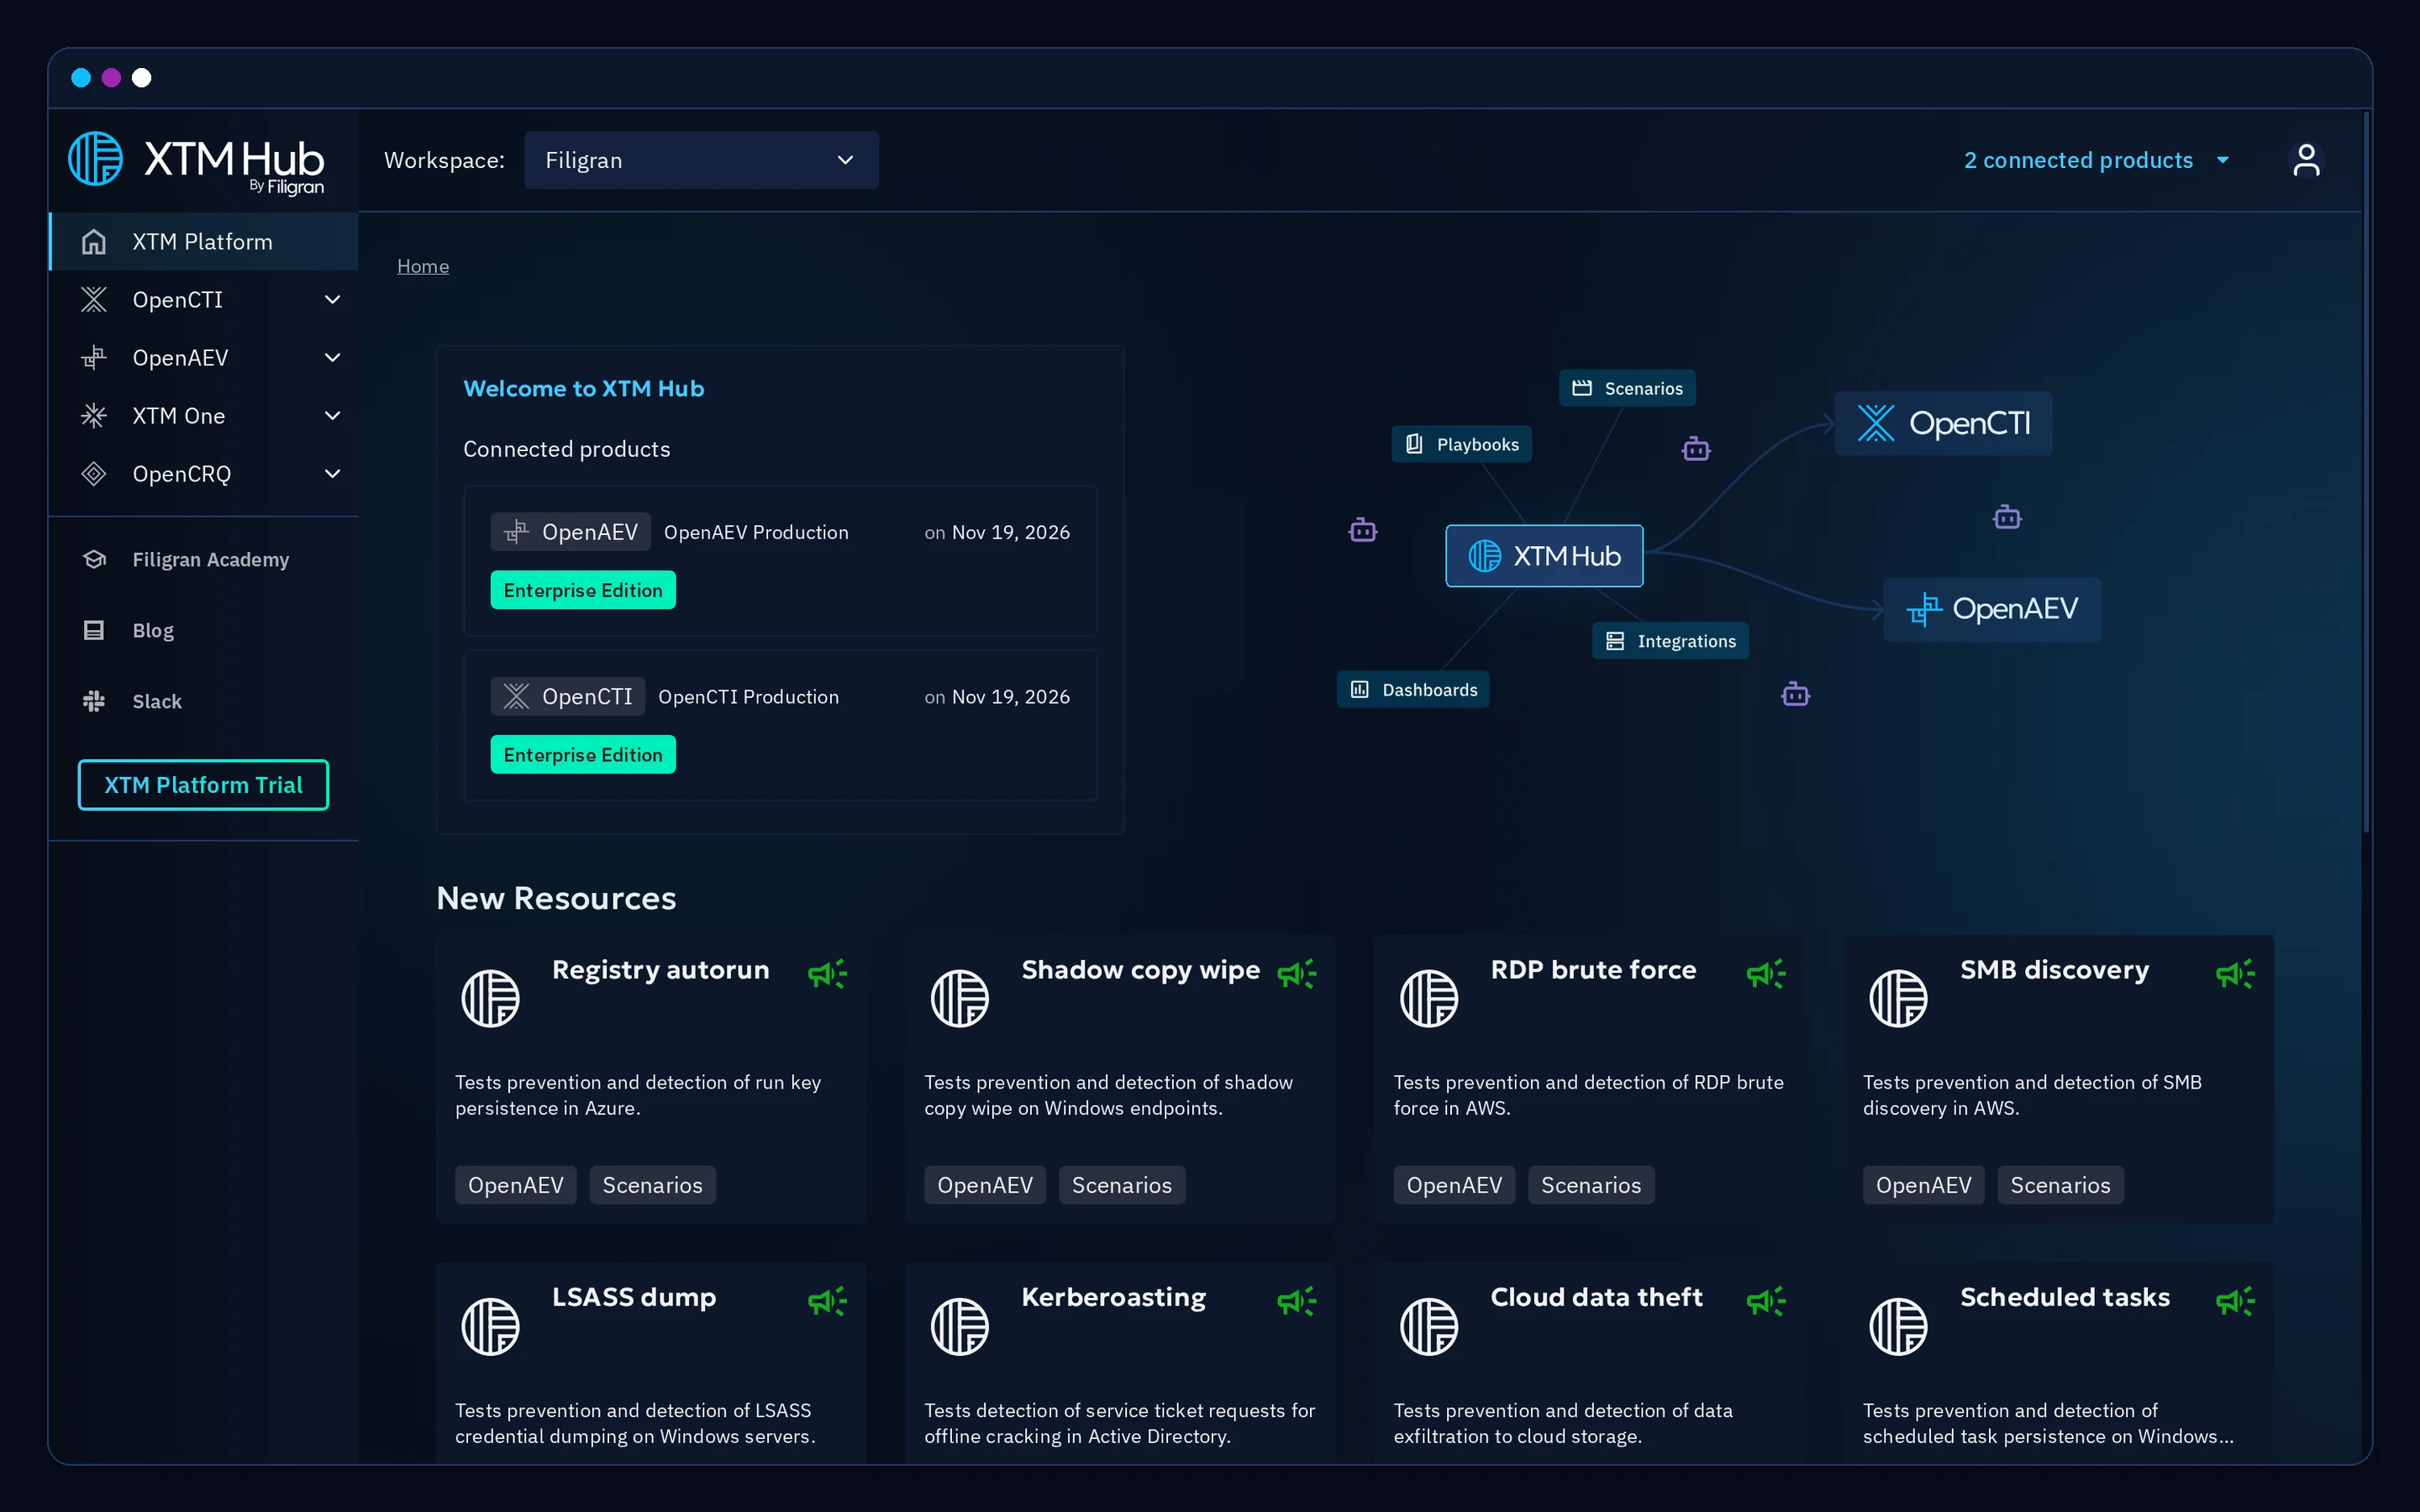 XTM Hub
By Filigran
Workspace:
Filigran
2 connected products
XTM Platform
OpenCTI
OpenAEV
XTM One
OpenCRQ
Filigran Academy
Blog
Slack
XTM Platform Trial
Home
Welcome to XTM Hub
Connected products
OpenAEV OpenAEV Production on Nov 19, 2026
Enterprise Edition
OpenCTI OpenCTI Production on Nov 19, 2026
Enterprise Edition
Scenarios
Playbooks
OpenCTI
XTM Hub
OpenAEV
Integrations
Dashboards
New Resources
Registry autorun
Tests prevention and detection of run key
persistence in Azure.
OpenAEV Scenarios
Shadow copy wipe
Tests prevention and detection of shadow
copy wipe on Windows endpoints.
OpenAEV Scenarios
RDP brute force
Tests prevention and detection of RDP brute
force in AWS.
OpenAEV Scenarios
SMB discovery
Tests prevention and detection of SMB
discovery in AWS.
OpenAEV Scenarios
LSASS dump
Tests prevention and detection of LSASS
credential dumping on Windows servers.
Kerberoasting
Tests detection of service ticket requests for
offline cracking in Active Directory.
Cloud data theft
Tests prevention and detection of data
exfiltration to cloud storage.
Scheduled tasks
Tests prevention and detection of
scheduled task persistence on Windows...